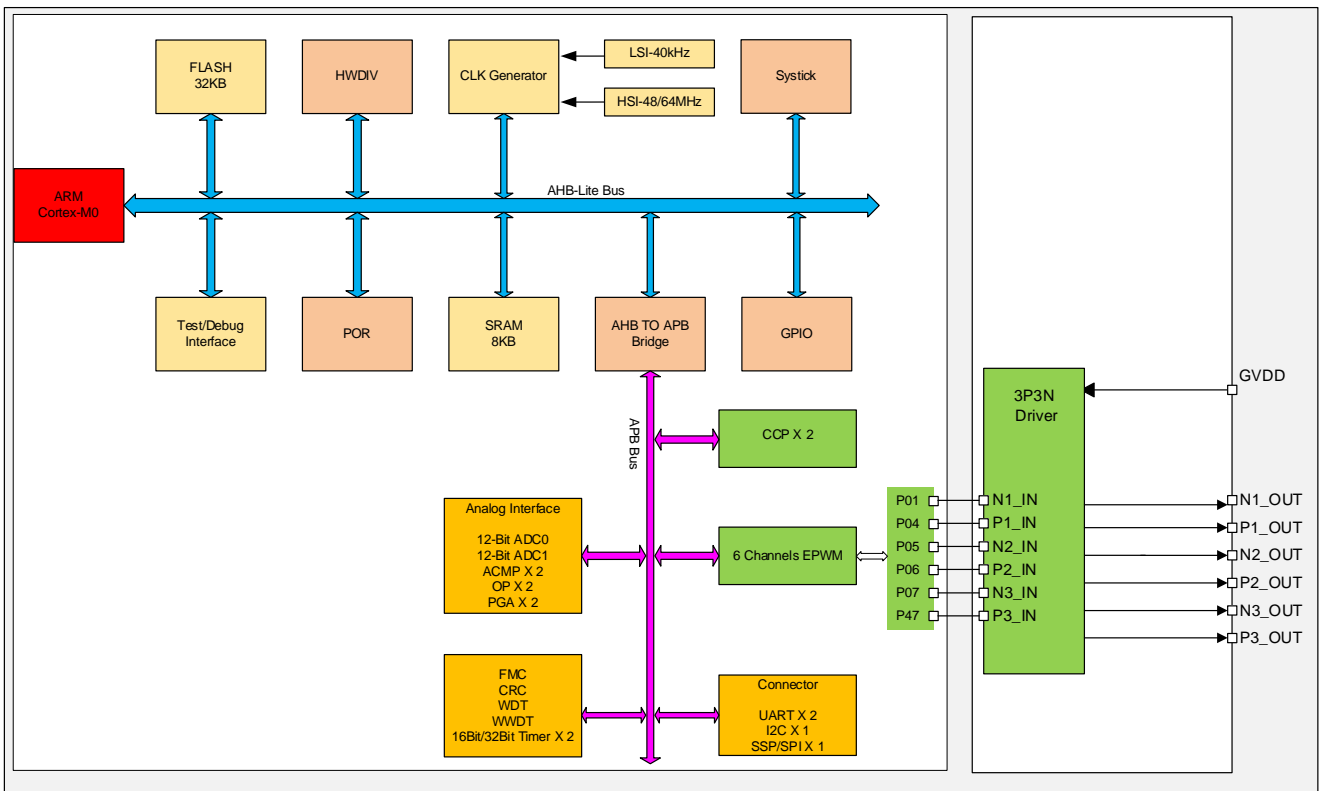 FLASH
32KB
HWDIV
CLK Generator
LSI-40kHz
HSI-48/64MHz
Systick
ARM
Cortex-M0
AHB-Lite Bus
Test/Debug
Interface
POR
SRAM
8KB
AHB TO APB
Bridge
GPIO
APB Bus
CCP X 2
Analog Interface
12-Bit ADC0
12-Bit ADC1
ACMP X 2
OP X 2
PGA X 2
6 Channels EPWM
FMC
CRC
WDT
WWDT
16Bit/32Bit Timer X 2
Connector
UART X 2
I2C X 1
SSP/SPI X 1
P01
P04
P05
P06
P07
P47
3P3N
Driver
N1_IN
P1_IN
N2_IN
P2_IN
N3_IN
P3_IN
GVDD
N1_OUT
P1_OUT
N2_OUT
P2_OUT
N3_OUT
P3_OUT